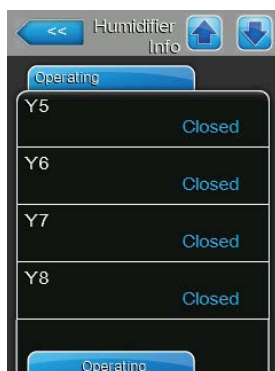 <<
Humidifier
Info
Operating
Y5
Closed
Y6
Closed
Y7
Closed
Y8
Closed
Operating